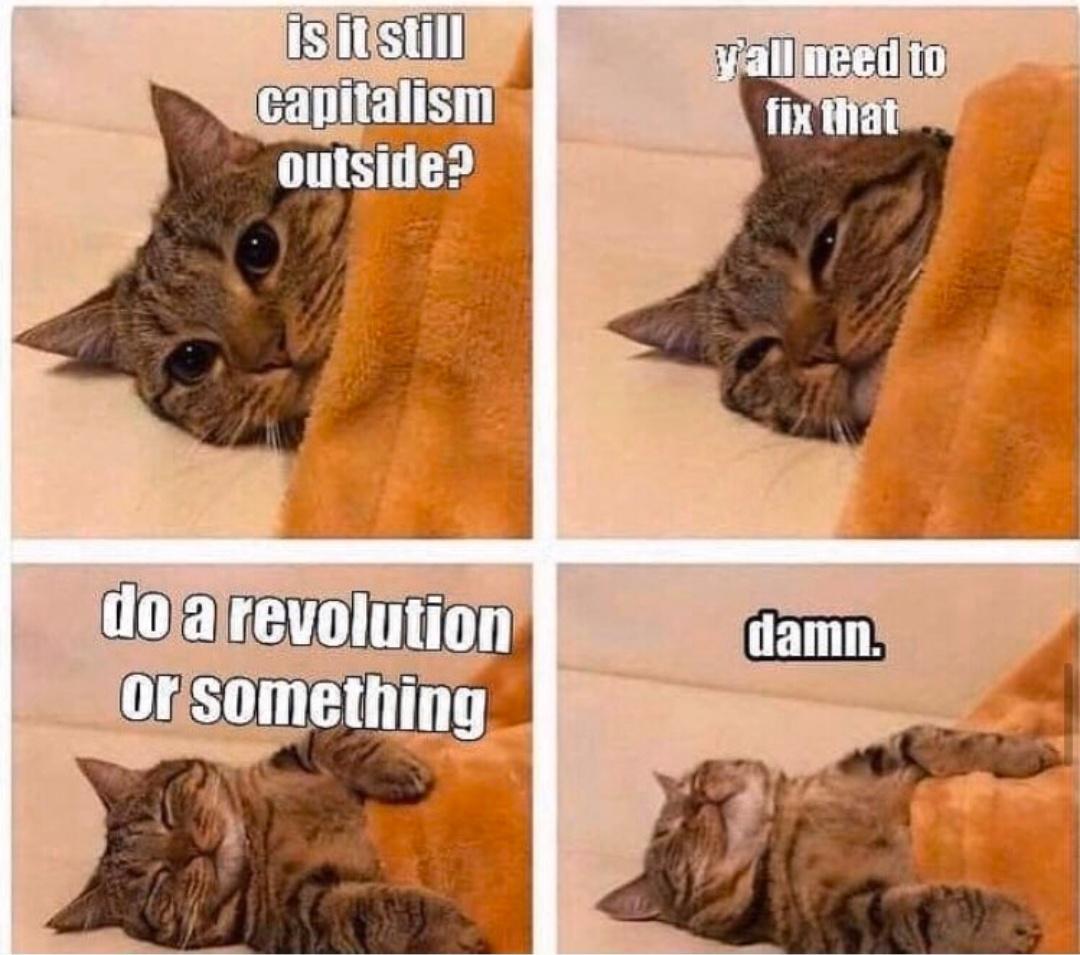 is it still
capitalism
outside?
y'all need to
fix that
do a revolution
or something
damn.